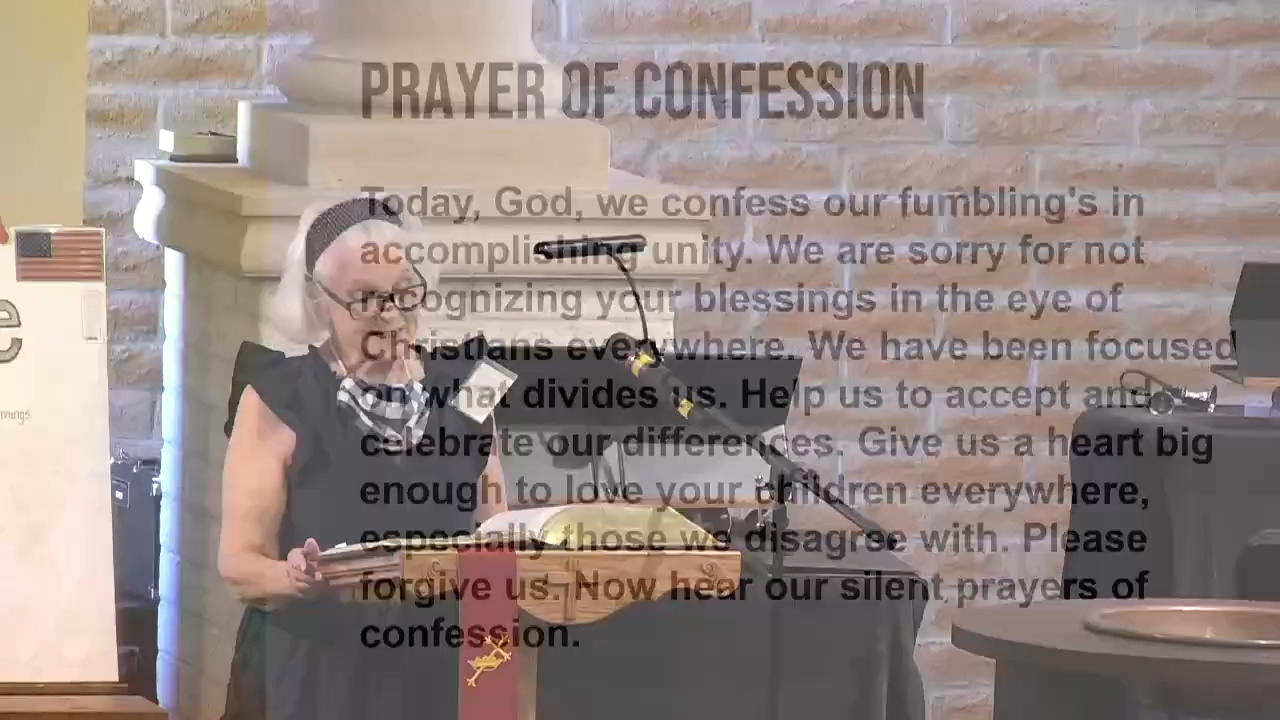 PRAYER OF CONFESSION
Today, God, we confess our fumbling's in
accomplishing unity. We are sorry for not
recognizing your blessings in the eye of
Christians everywhere. We have been focused
on what divides us. Help us to accept and
celebrate our differences. Give us a heart big
enough to love your children everywhere,
especially those we disagree with. Please
forgive us. Now hear our silent prayers of
confession.
e